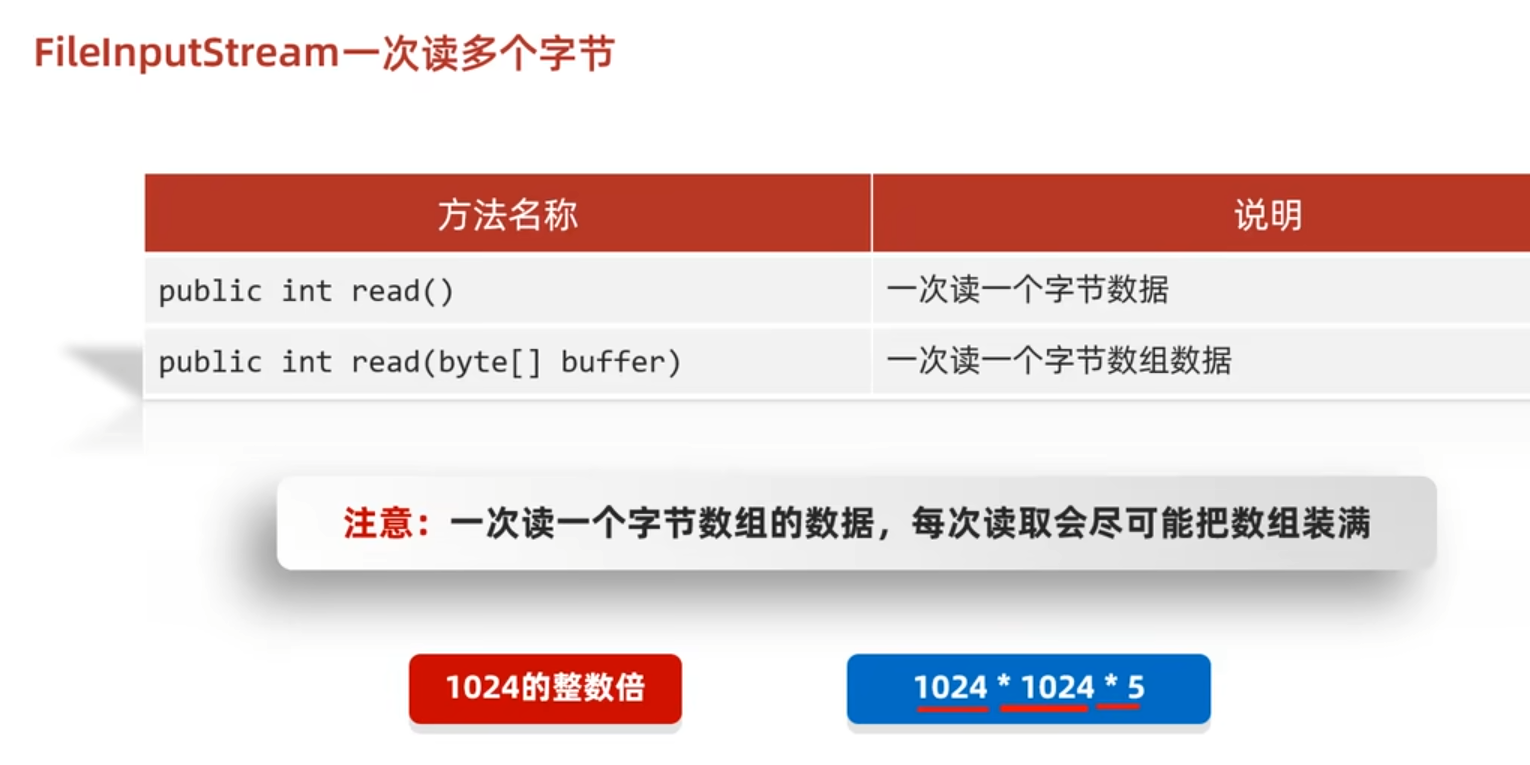 FileInputStream一次读多个字节
方法名称 说明
public int read() 一次读一个字节数据
public int read(byte[] buffer) 一次读一个字节数组数据
注意：一次读一个字节数组的数据，每次读取会尽可能把数组装满
1024的整数倍 1024 * 1024 * 5